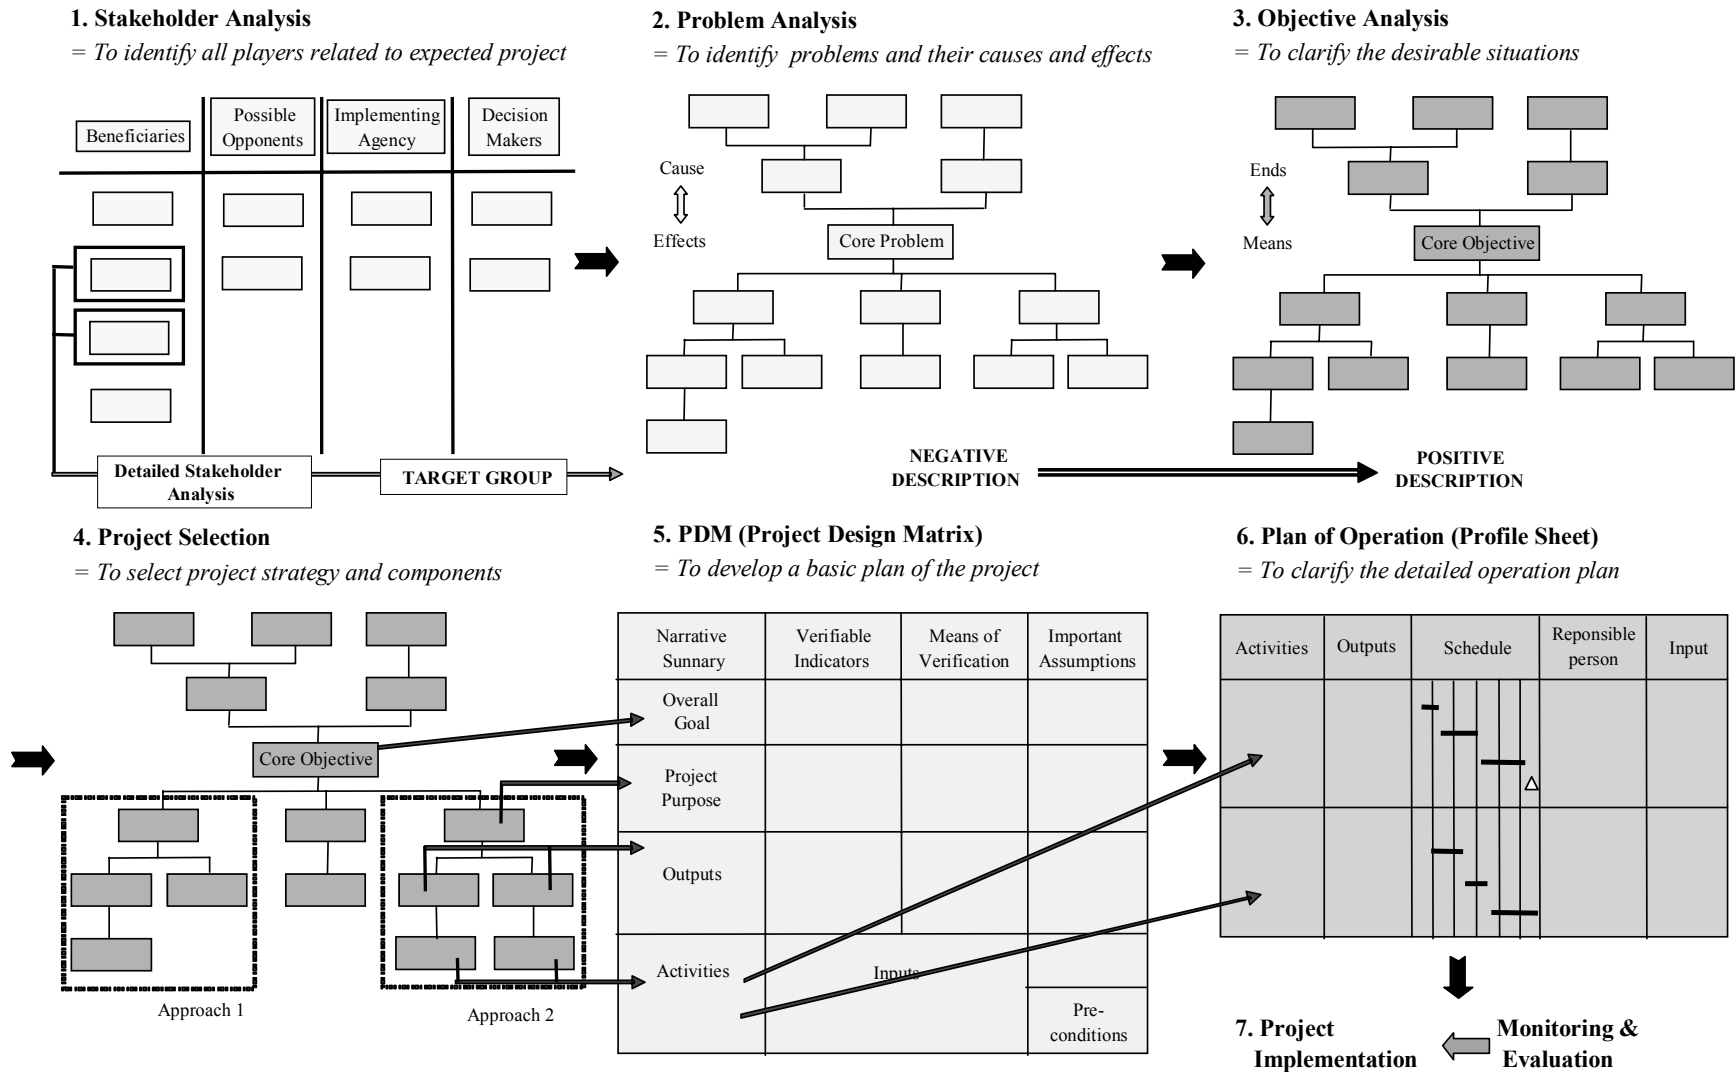 1. Stakeholder Analysis
= To identify all players related to expected project
Beneficiaries
Possible
Opponents
Implementing
Agency
Decision
Makers
Detailed Stakeholder
Analysis
TARGET GROUP
2. Problem Analysis
= To identify  problems and their causes and effects
Cause
Effects
Core Problem
NEGATIVE
DESCRIPTION
3. Objective Analysis
= To clarify the desirable situations
Ends
Means
Core Objective
POSITIVE
DESCRIPTION
4. Project Selection
= To select project strategy and components
Core Objective
Approach 1
Approach 2
5. PDM (Project Design Matrix)
= To develop a basic plan of the project
Narrative
Sunnary
Verifiable
Indicators
Means of
Verification
Important
Assumptions
Overall
Goal
Project
Purpose
Outputs
Activities
Inputs
Pre-
conditions
6. Plan of Operation (Profile Sheet)
= To clarify the detailed operation plan
Activities
Outputs
Schedule
Reponsible
person
Input
7. Project
Implementation
Monitoring &
Evaluation